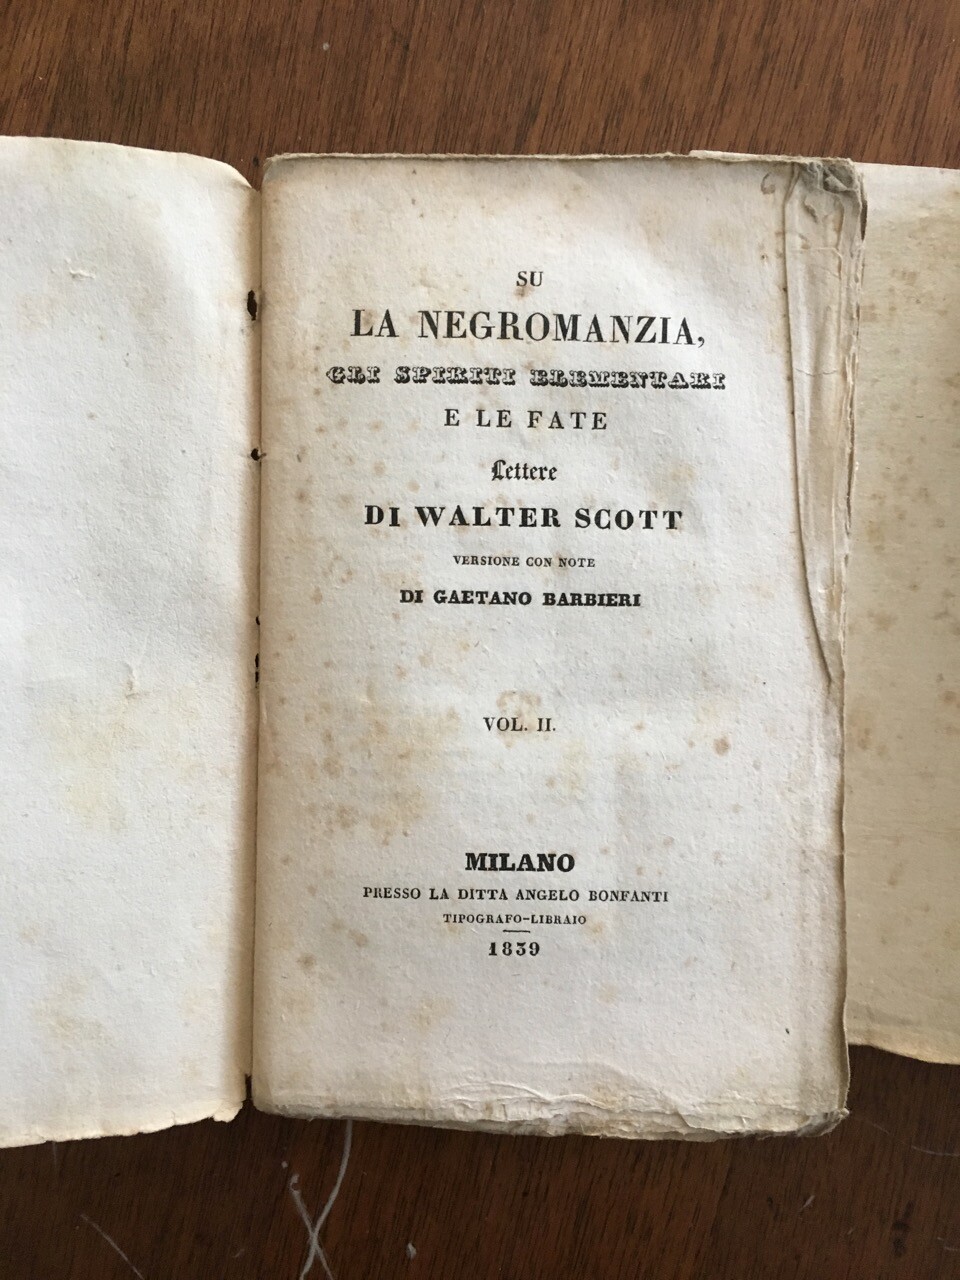 SU
LA NEGROMANZIA,
GLI SPIRITI ELEMENTARI
E LE FATE
Lettere
DI WALTER SCOTT
VERSIONE CON NOTE
DI GAETANO BARBIERI
VOL. II.
MILANO
PRESSO LA DITTA ANGELO BONFANTI
TIPOGRAFO-LIBRAIO
1839